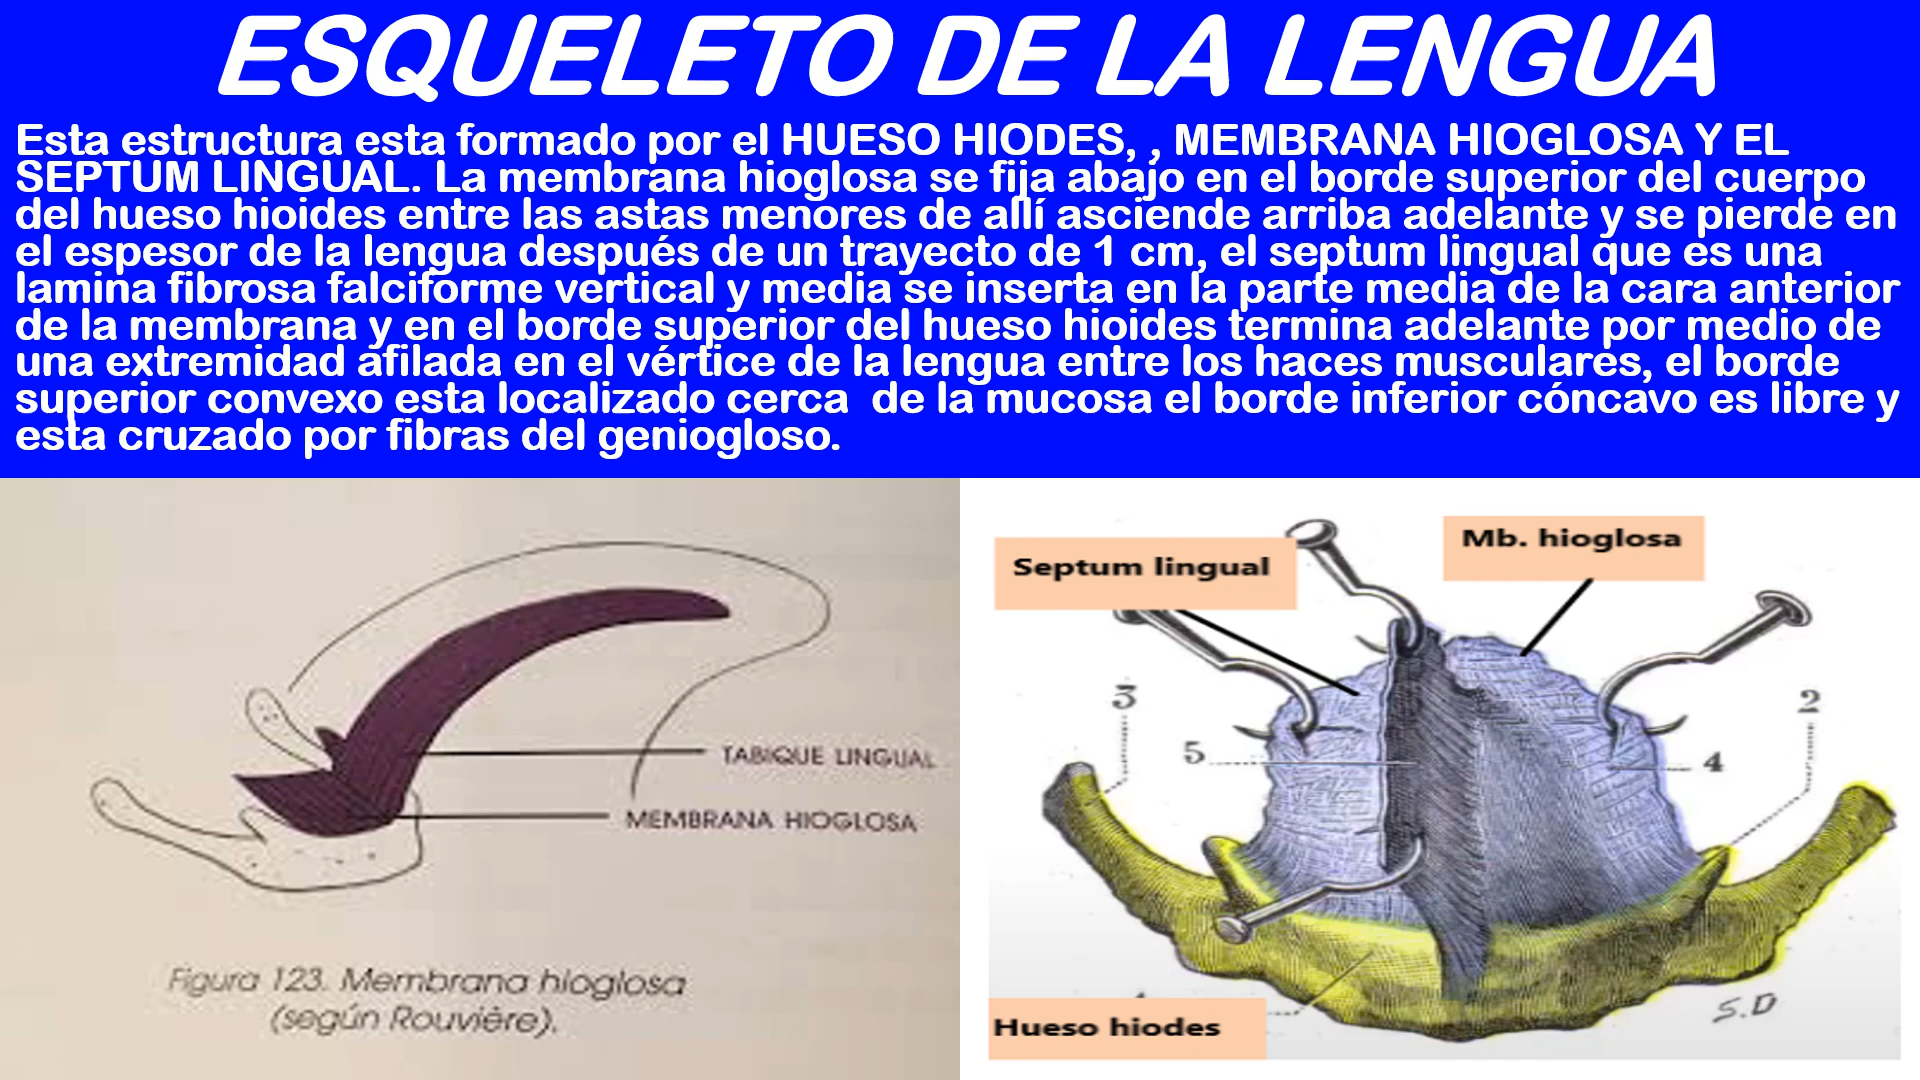 ESQUELETO DE LA LENGUA
Esta estructura esta formado por el HUESO HIODES, , MEMBRANA HIOGLOSA Y EL
SEPTUM LINGUAL. La membrana hioglosa se fija abajo en el borde superior del cuerpo
del hueso hioides entre las astas menores de allí asciende arriba adelante y se pierde en
el espesor de la lengua después de un trayecto de 1 cm, el septum lingual que es una
lamina fibrosa falciforme vertical y media se inserta en la parte media de la cara anterior
de la membrana y en el borde superior del hueso hioides termina adelante por medio de
una extremidad afilada en el vértice de la lengua entre los haces musculares, el borde
superior convexo esta localizado cerca  de la mucosa el borde inferior cóncavo es libre y
esta cruzado por fibras del geniogloso.
TABIQUE LINGUAL
MEMBRANA HIOGLOSA
Figura 123. Membrana hioglosa
(según Rouvière).
Septum lingual
Mb. hioglosa
3
2
5
4
Hueso hiodes
S.D